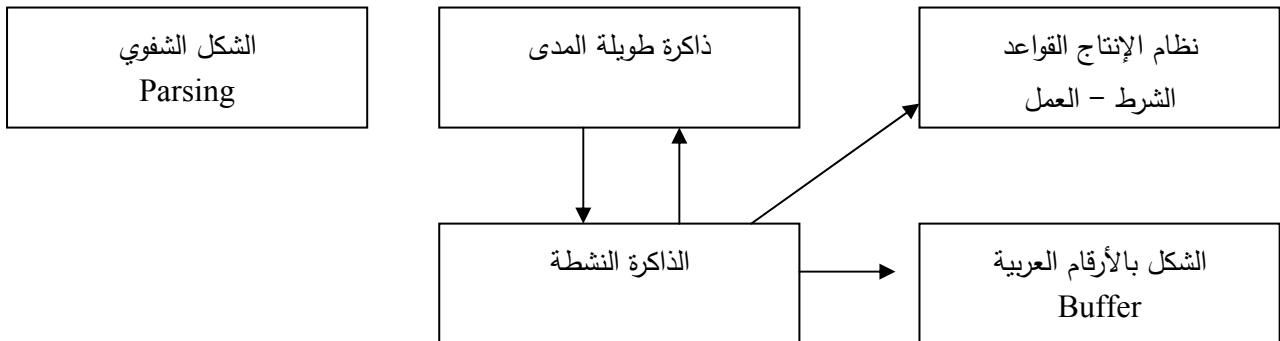 نظام الإنتاج القواعد
الشرط – العمل
ذاكرة طويلة المدى
الشكل الشفوي
Parsing
الشكل بالأرقام العربية
Buffer
الذاكرة النشطة